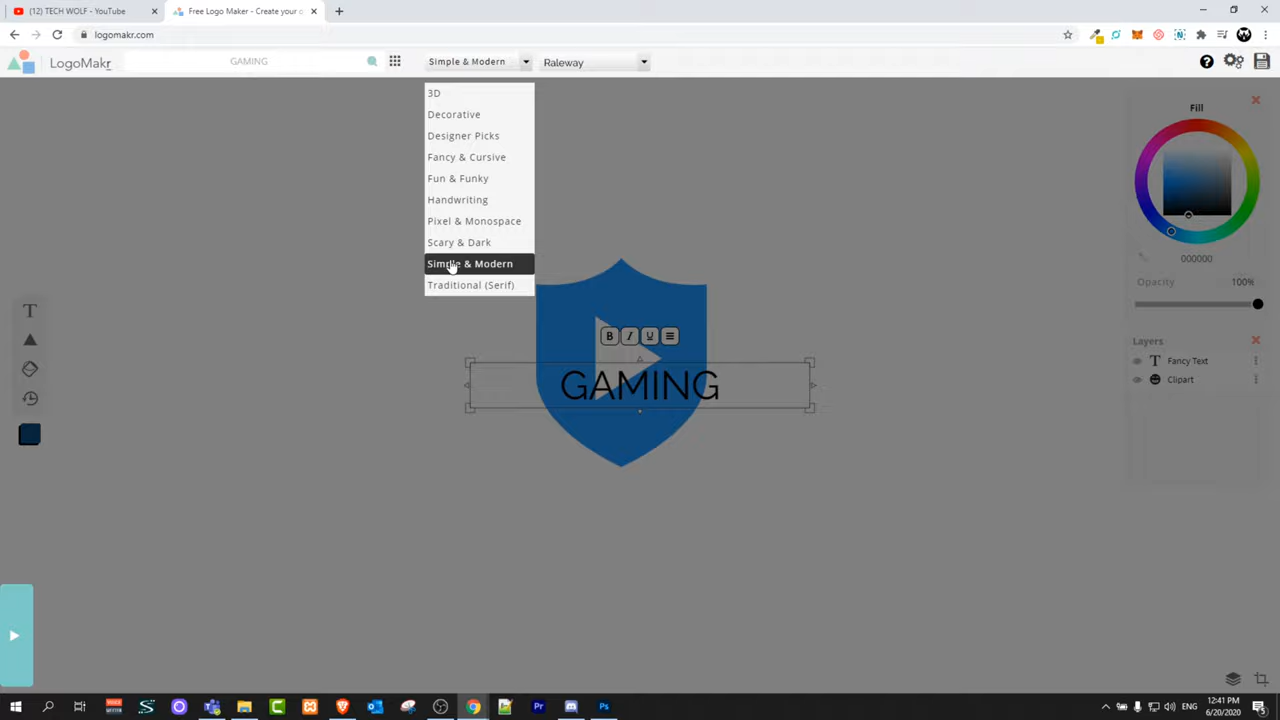 (12) TECH WOLF - YouTube
Free Logo Maker - Create your o
logomakr.com
LogoMakr
GAMING
Simple & Modern
Raleway
3D
Decorative
Designer Picks
Fancy & Cursive
Fun & Funky
Handwriting
Pixel & Monospace
Scary & Dark
Simple & Modern
Traditional (Serif)
Fill
000000
Opacity
100%
Layers
Fancy Text
Clipart
T
B I U
GAMING
12:41 PM
ENG
6/20/2020